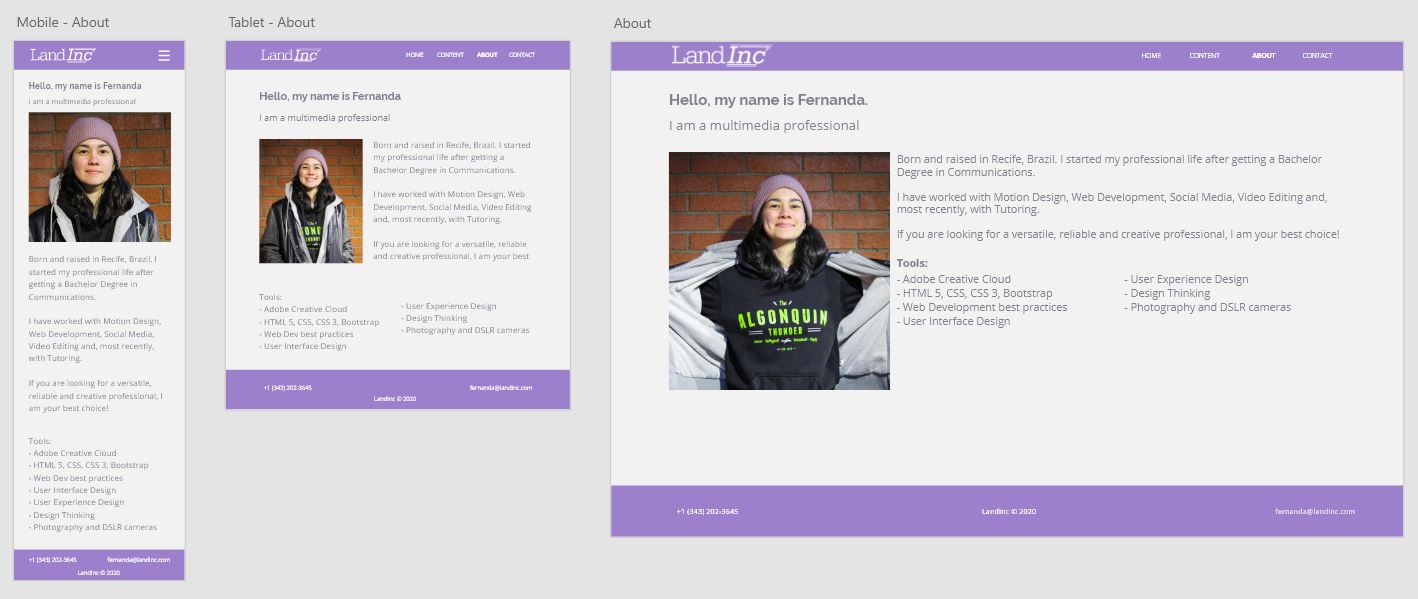 Mobile - About
Land Inc
Hello, my name is Fernanda
I am a multimedia professional
Born and raised in Recife, Brazil. I
started my professional life after
getting a Bachelor Degree in
Communications.
I have worked with Motion Design,
Web Development, Social Media,
Video Editing and, most recently,
with Tutoring.
If you are looking for a versatile,
reliable and creative professional, I
am your best choice!
Tools:
- Adobe Creative Cloud
- HTML 5, CSS, CSS 3, Bootstrap
- Web Dev best practices
- User Interface Design
- User Experience Design
- Design Thinking
- Photography and DSLR cameras
+1 (343) 202-3645 fernanda@landinc.com
Landinc © 2020
Tablet - About
Land Inc HOME CONTENT ABOUT CONTACT
Hello, my name is Fernanda
I am a multimedia professional
Born and raised in Recife, Brazil. I started
my professional life after getting a
Bachelor Degree in Communications.
I have worked with Motion Design, Web
Development, Social Media, Video Editing
and, most recently, with Tutoring.
If you are looking for a versatile, reliable
and creative professional, I am your best
THUNDER
Tools:
- Adobe Creative Cloud
- HTML 5, CSS, CSS 3, Bootstrap
- Web Dev best practices
- User Interface Design
- User Experience Design
- Design Thinking
- Photography and DSLR cameras
+1 (343) 202-3645 fernanda@landinc.com
Landinc © 2020
About
Land Inc HOME CONTENT ABOUT CONTACT
Hello, my name is Fernanda.
I am a multimedia professional
The
ALGONQUIN
THUNDER
Born and raised in Recife, Brazil. I started my professional life after getting a Bachelor
Degree in Communications.
I have worked with Motion Design, Web Development, Social Media, Video Editing and,
most recently, with Tutoring.
If you are looking for a versatile, reliable and creative professional, I am your best choice!
Tools:
- Adobe Creative Cloud
- HTML 5, CSS, CSS 3, Bootstrap
- Web Development best practices
- User Interface Design
- User Experience Design
- Design Thinking
- Photography and DSLR cameras
+1 (343) 202-3645 Landinc © 2020 fernanda@landinc.com